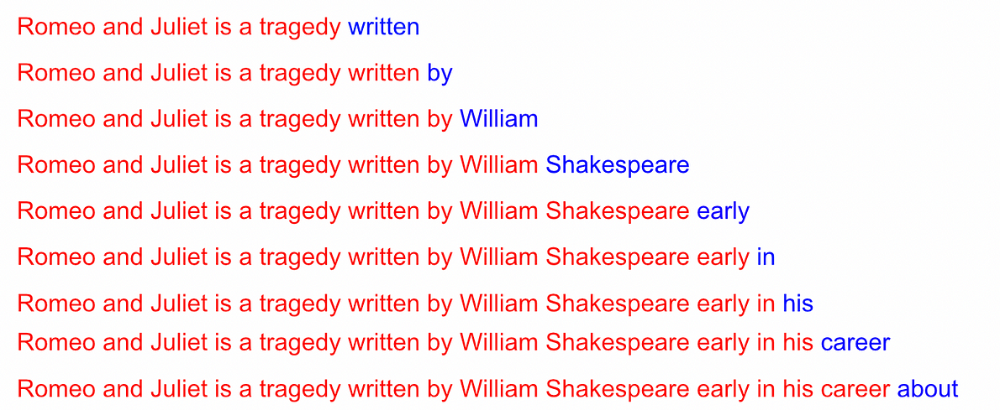 Romeo and Juliet is a tragedy written
Romeo and Juliet is a tragedy written by
Romeo and Juliet is a tragedy written by William
Romeo and Juliet is a tragedy written by William Shakespeare
Romeo and Juliet is a tragedy written by William Shakespeare early
Romeo and Juliet is a tragedy written by William Shakespeare early in
Romeo and Juliet is a tragedy written by William Shakespeare early in his
Romeo and Juliet is a tragedy written by William Shakespeare early in his career
Romeo and Juliet is a tragedy written by William Shakespeare early in his career about